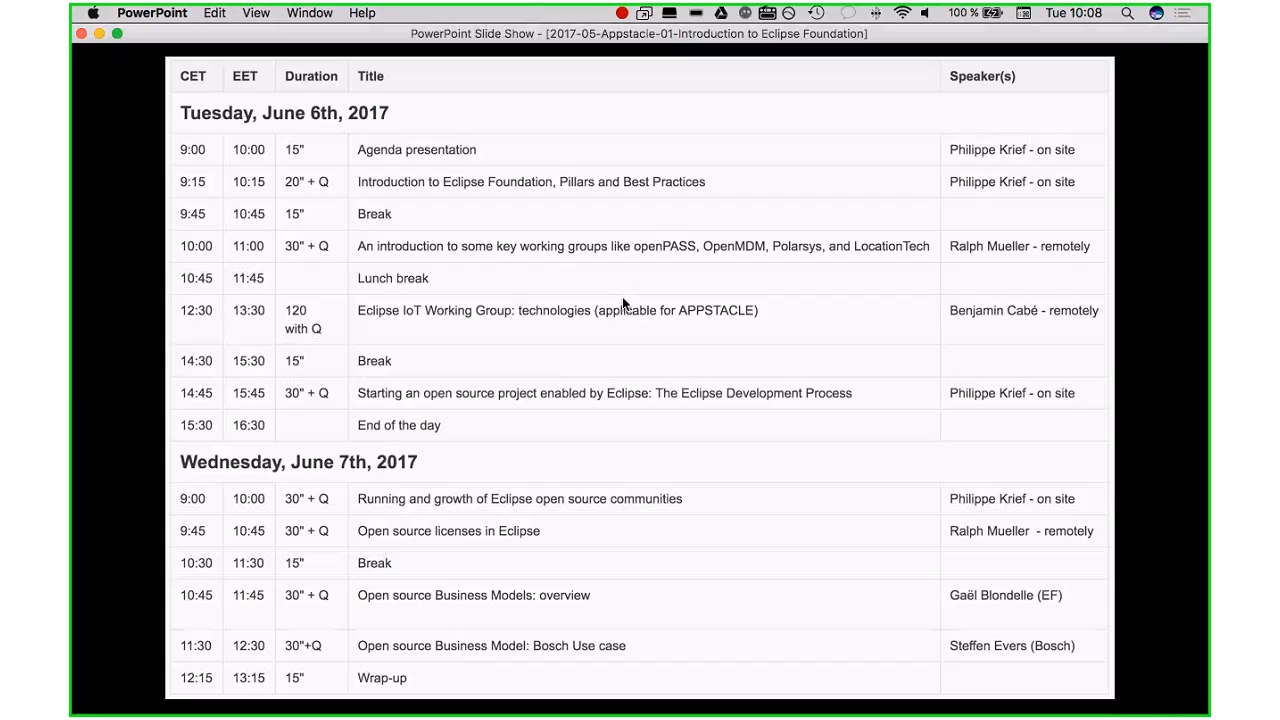 PowerPoint Edit View Window Help 100 % Tue 10:08
PowerPoint Slide Show - [2017-05-Appstacle-01-Introduction to Eclipse Foundation]
CET EET Duration Title Speaker(s)
Tuesday, June 6th, 2017
9:00 10:00 15" Agenda presentation Philippe Krief - on site
9:15 10:15 20" + Q Introduction to Eclipse Foundation, Pillars and Best Practices Philippe Krief - on site
9:45 10:45 15" Break
10:00 11:00 30" + Q An introduction to some key working groups like openPASS, OpenMDM, Polarsys, and LocationTech Ralph Mueller - remotely
10:45 11:45 Lunch break
12:30 13:30 120 Eclipse IoT Working Group: technologies (applicable for APPSTACLE) Benjamin Cabé - remotely
with Q
14:30 15:30 15" Break
14:45 15:45 30" + Q Starting an open source project enabled by Eclipse: The Eclipse Development Process Philippe Krief - on site
15:30 16:30 End of the day
Wednesday, June 7th, 2017
9:00 10:00 30" + Q Running and growth of Eclipse open source communities Philippe Krief - on site
9:45 10:45 30" + Q Open source licenses in Eclipse Ralph Mueller - remotely
10:30 11:30 15" Break
10:45 11:45 30" + Q Open source Business Models: overview Gaël Blondelle (EF)
11:30 12:30 30"+Q Open source Business Model: Bosch Use case Steffen Evers (Bosch)
12:15 13:15 15" Wrap-up